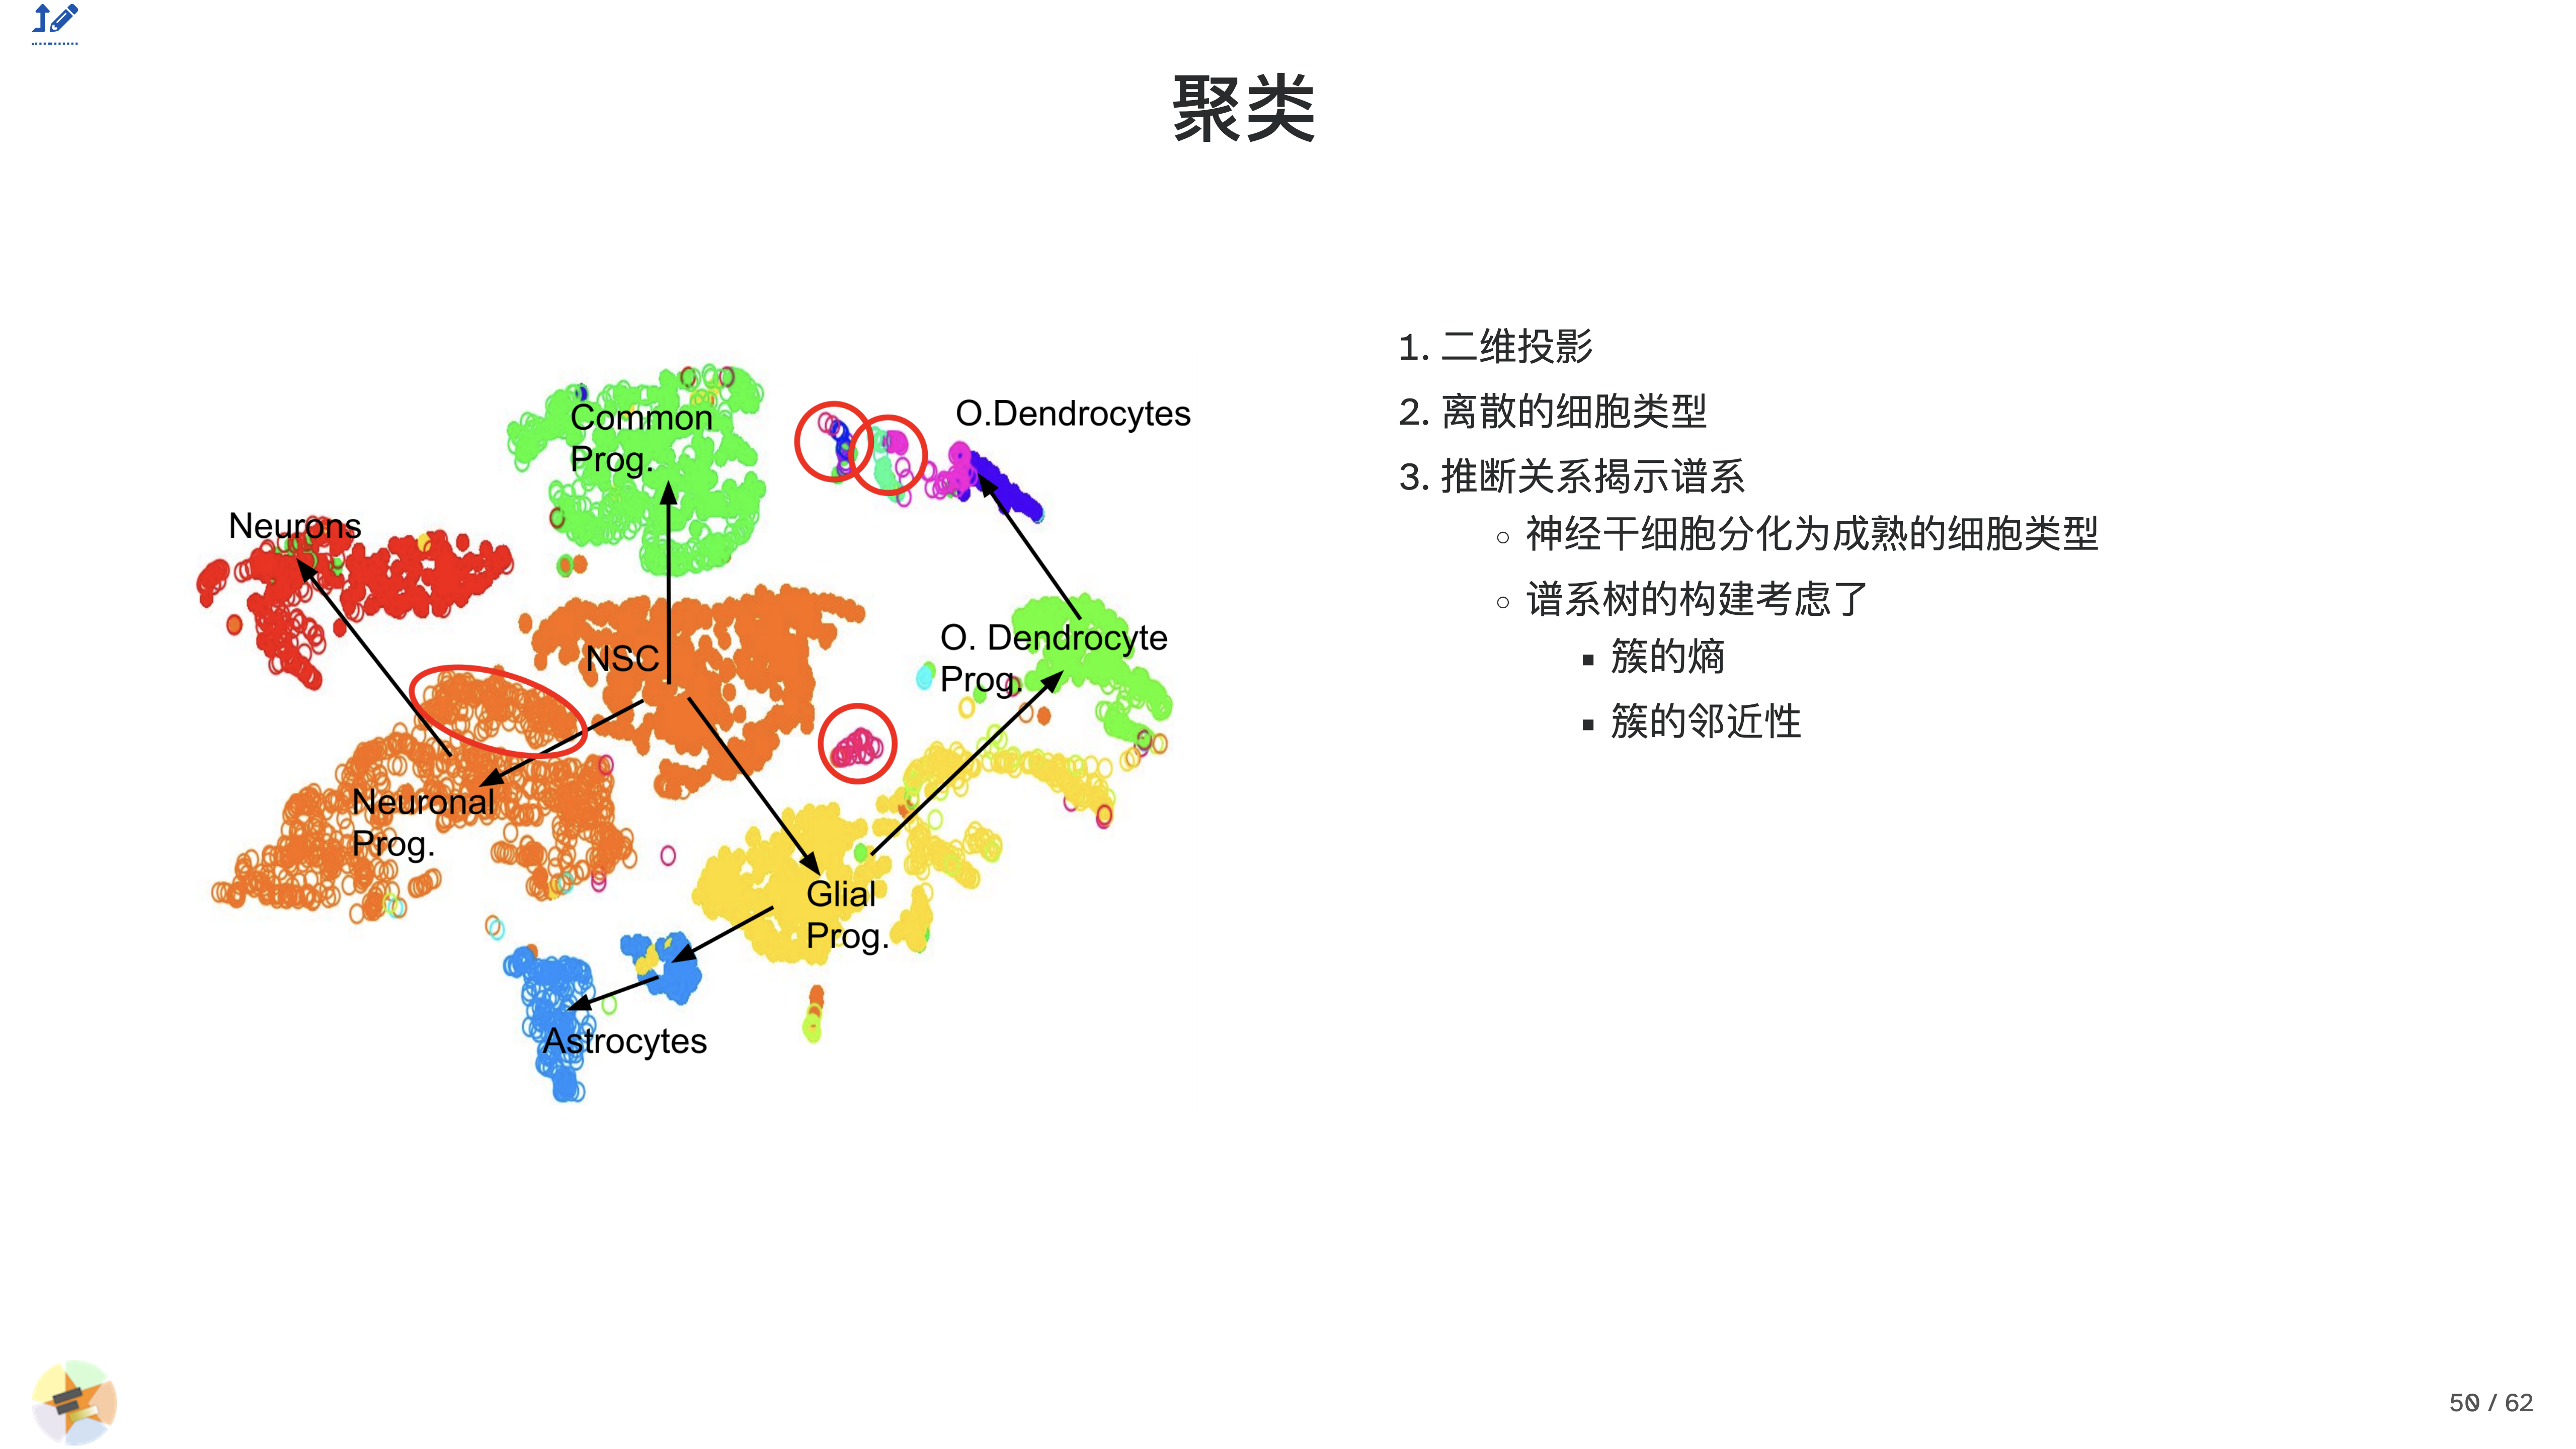 聚类
Common
Prog.
O.Dendrocytes
Neurons
NSC
O. Dendrocyte
Prog.
Neuronal
Prog.
Glial
Prog.
Astrocytes
1. 二维投影
2. 离散的细胞类型
3. 推断关系揭示谱系
○ 神经干细胞分化为成熟的细胞类型
○ 谱系树的构建考虑了
■ 簇的熵
■ 簇的邻近性
50 / 62